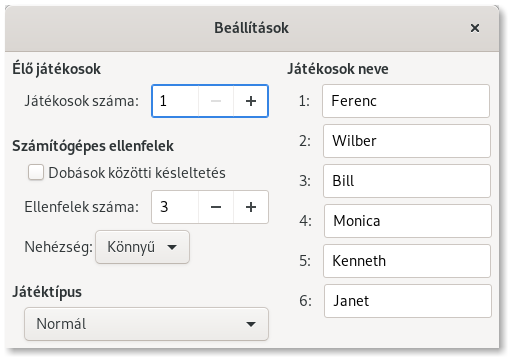 Beállítások
Élő játékosok
Játékosok száma: 1
Számítógépes ellenfelek
Dobások közötti késleltetés
Ellenfelek száma: 3
Nehézség: Könnyű
Játéktípus
Normál
Játékosok neve
1: Ferenc
2: Wilber
3: Bill
4: Monica
5: Kenneth
6: Janet